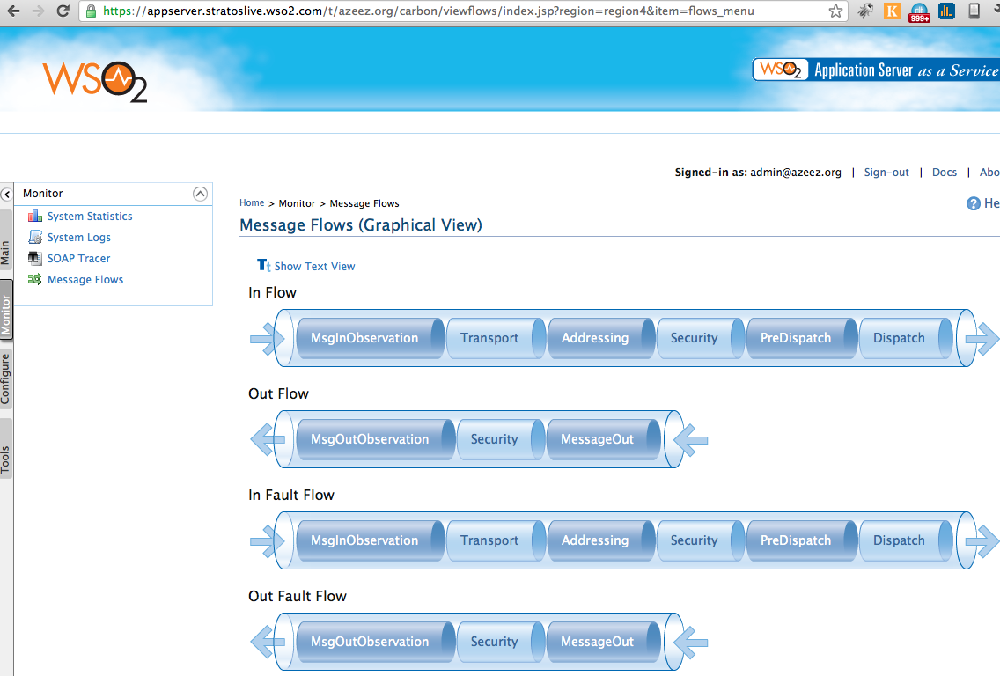 https://appserver.stratoslive.wso2.com/t/azeez.org/carbon/viewflows/index.jsp?region=region4&item=flows_menu
K
999+
WSO2
WSO2 Application Server as a Service
Signed-in as: admin@azeez.org | Sign-out | Docs | Abo
Monitor
System Statistics
System Logs
SOAP Tracer
Message Flows
Main
Monitor
Configure
Tools
Home > Monitor > Message Flows
? He
Message Flows (Graphical View)
Tt Show Text View
In Flow
MsgInObservation Transport Addressing Security PreDispatch Dispatch
Out Flow
MsgOutObservation Security MessageOut
In Fault Flow
MsgInObservation Transport Addressing Security PreDispatch Dispatch
Out Fault Flow
MsgOutObservation Security MessageOut